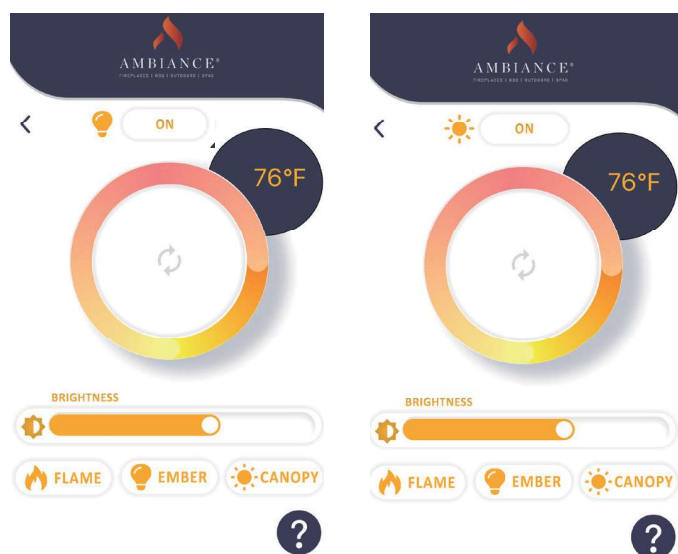 AMBIANCE®
FIREPLACES | BBQ | OUTDOORS | SPAS
ON
76°F
BRIGHTNESS
FLAME
EMBER
CANOPY
?
AMBIANCE®
FIREPLACES | BBQ | OUTDOORS | SPAS
ON
76°F
BRIGHTNESS
FLAME
EMBER
CANOPY
?